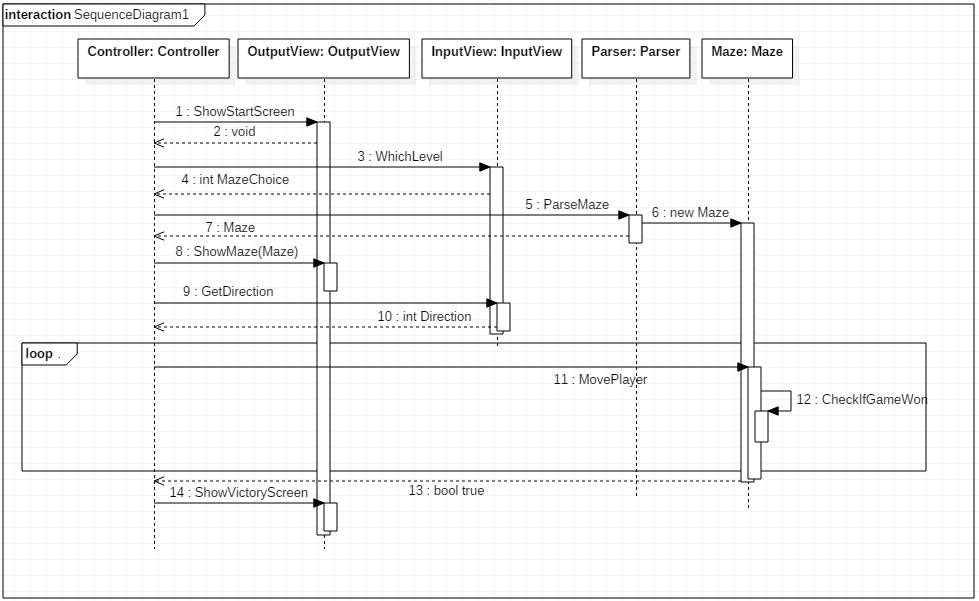 interaction SequenceDiagram1
Controller: Controller
OutputView: OutputView
InputView: InputView
Parser: Parser
Maze: Maze
1 : ShowStartScreen
2 : void
3 : WhichLevel
4 : int MazeChoice
5 : ParseMaze
6 : new Maze
7 : Maze
8 : ShowMaze(Maze)
9 : GetDirection
10 : int Direction
loop .
11 : MovePlayer
12 : CheckIfGameWon
13 : bool true
14 : ShowVictoryScreen